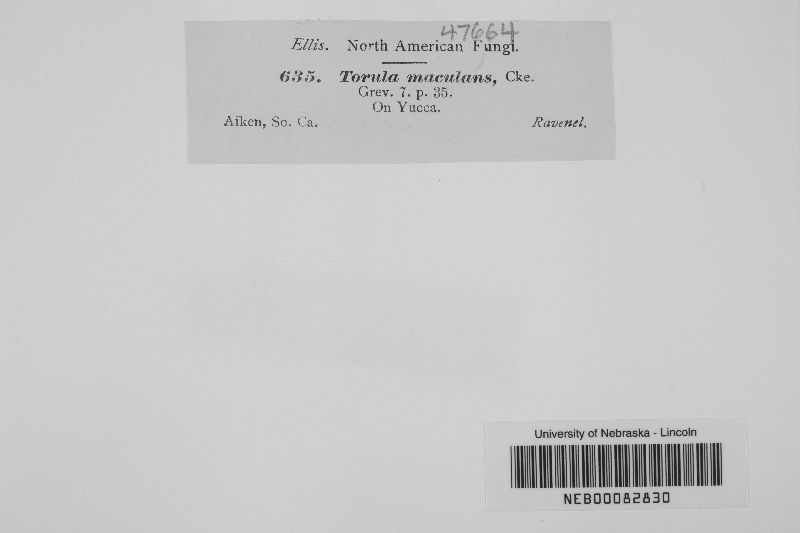 47664
Ellis. North American Fungi.
635. Torula maculans, Cke.
Grev. 7. p. 35.
On Yucca.
Aiken, So. Ca. Ravenel.
University of Nebraska - Lincoln
NEB00082830